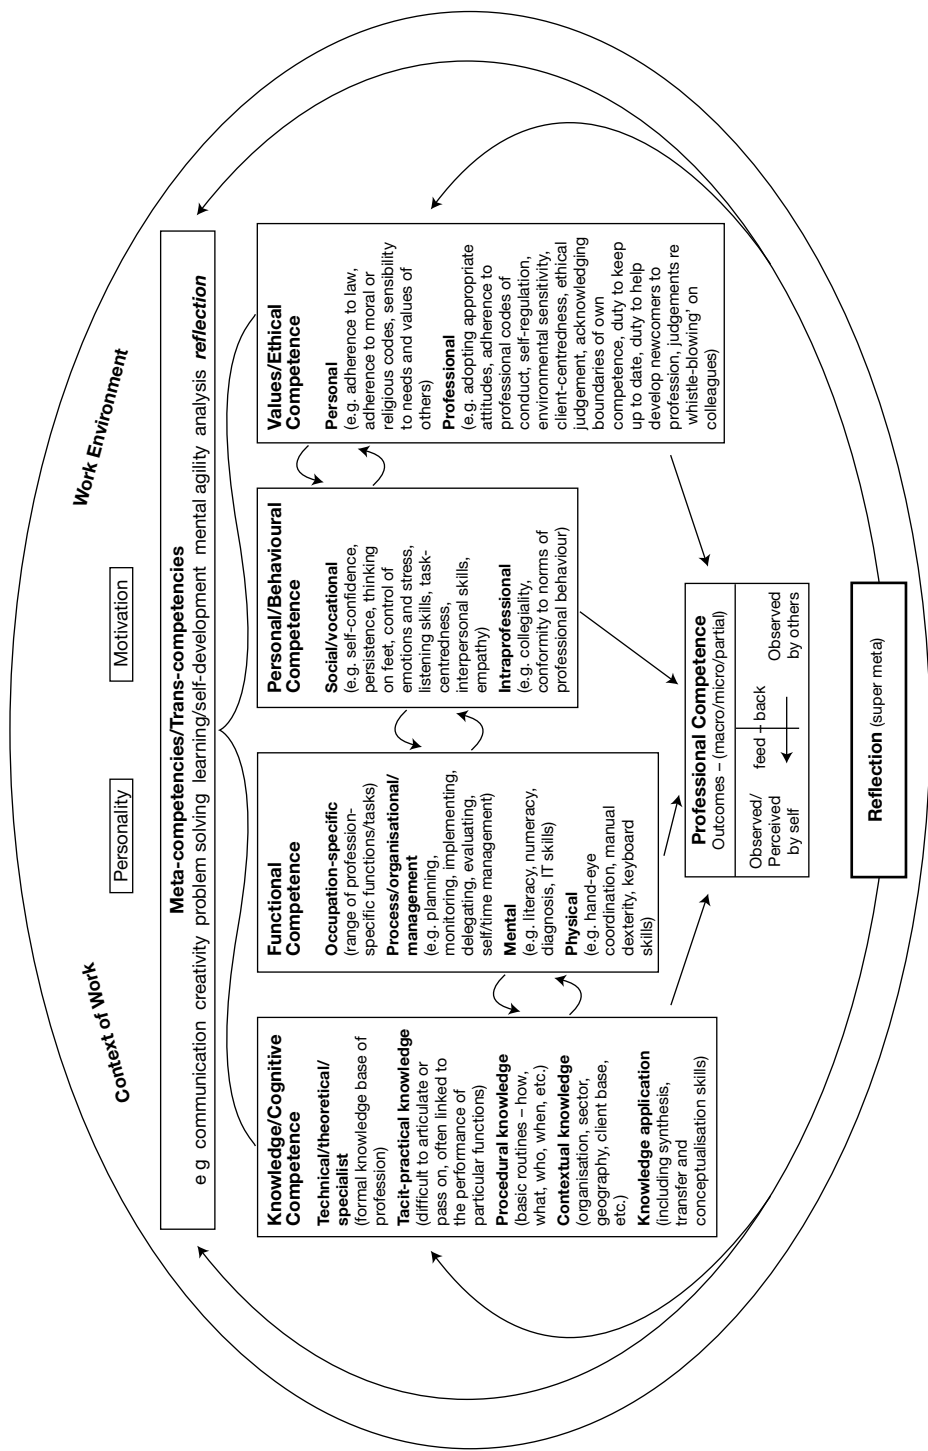 Context of Work
Work Environment
Personality
Motivation
Meta-competencies/Trans-competencies
e g communication creativity problem solving learning/self-development mental agility analysis reflection
Knowledge/Cognitive
Competence
Technical/theoretical/
specialist
(formal knowledge base of
profession)
Tacit-practical knowledge
(difficult to articulate or
pass on, often linked to
the performance of
particular functions)
Procedural knowledge
(basic routines – how,
what, who, when, etc.)
Contextual knowledge
(organisation, sector,
geography, client base,
etc.)
Knowledge application
(including synthesis,
transfer and
conceptualisation skills)
Functional
Competence
Occupation-specific
(range of profession-
specific functions/tasks)
Process/organisational/
management
(e.g. planning,
monitoring, implementing,
delegating, evaluating,
self/time management)
Mental
(e.g. literacy, numeracy,
diagnosis, IT skills)
Physical
(e.g. hand-eye
coordination, manual
dexterity, keyboard
skills)
Personal/Behavioural
Competence
Social/vocational
(e.g. self-confidence,
persistence, thinking
on feet, control of
emotions and stress,
listening skills, task-
centredness,
interpersonal skills,
empathy)
Intraprofessional
(e.g. collegiality,
conformity to norms of
professional behaviour)
Values/Ethical
Competence
Personal
(e.g. adherence to law,
adherence to moral or
religious codes, sensibility
to needs and values of
others)
Professional
(e.g. adopting appropriate
attitudes, adherence to
professional codes of
conduct, self-regulation,
environmental sensitivity,
client-centredness, ethical
judgement, acknowledging
boundaries of own
competence, duty to keep
up to date, duty to help
develop newcomers to
profession, judgements re
whistle-blowing' on
colleagues)
Professional Competence
Outcomes – (macro/micro/partial)
Observed/
Perceived
by self
feed – back
Observed
by others
Reflection (super meta)